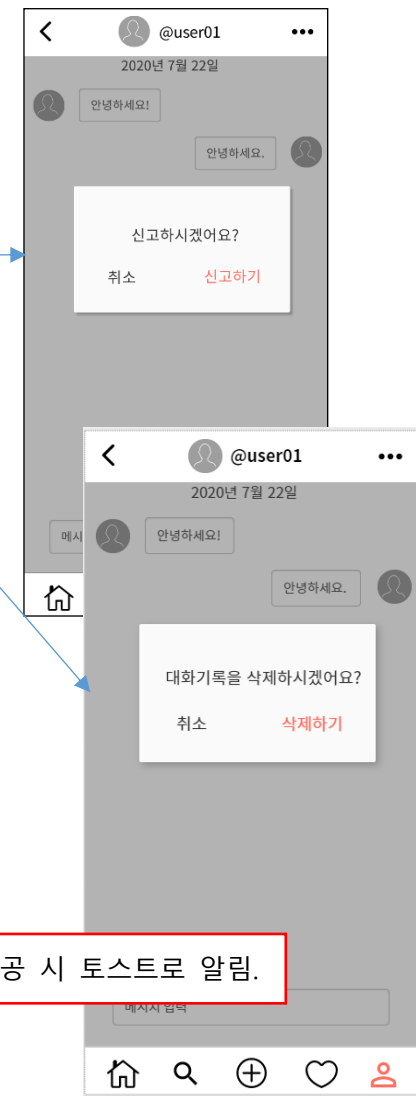 @user01
2020년 7월 22일
안녕하세요!
안녕하세요.
신고하시겠어요?
취소 신고하기
메시
@user01
2020년 7월 22일
안녕하세요!
안녕하세요.
대화기록을 삭제하시겠어요?
취소 삭제하기
공 시 토스트로 알림.
메시지 입력